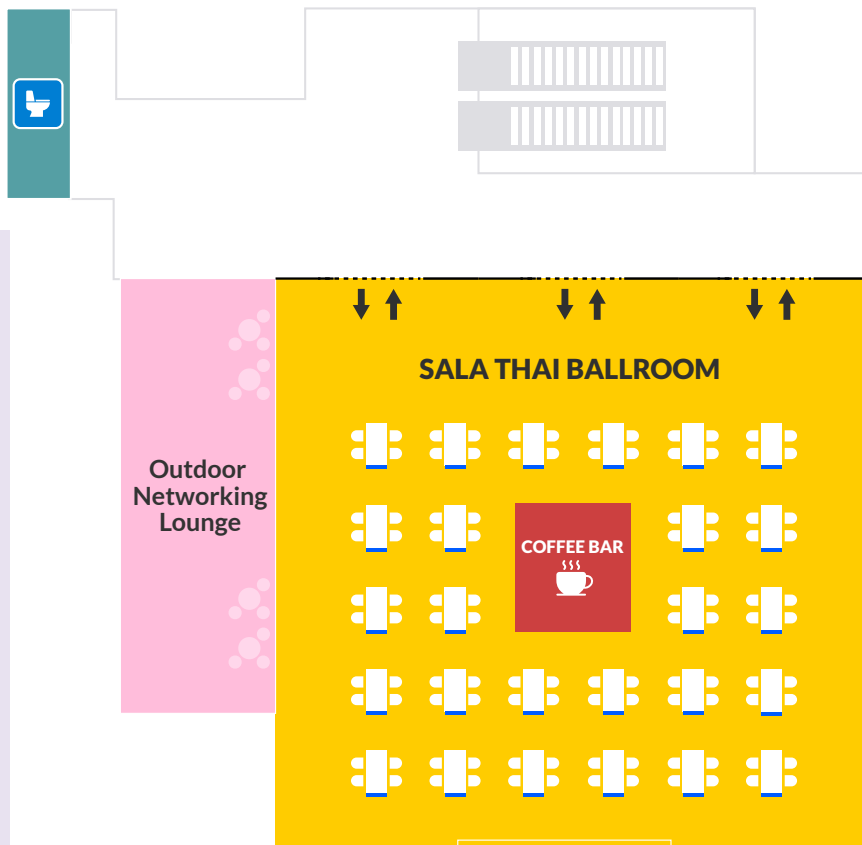 SALA THAI BALLROOM
Outdoor
Networking
Lounge
COFFEE BAR